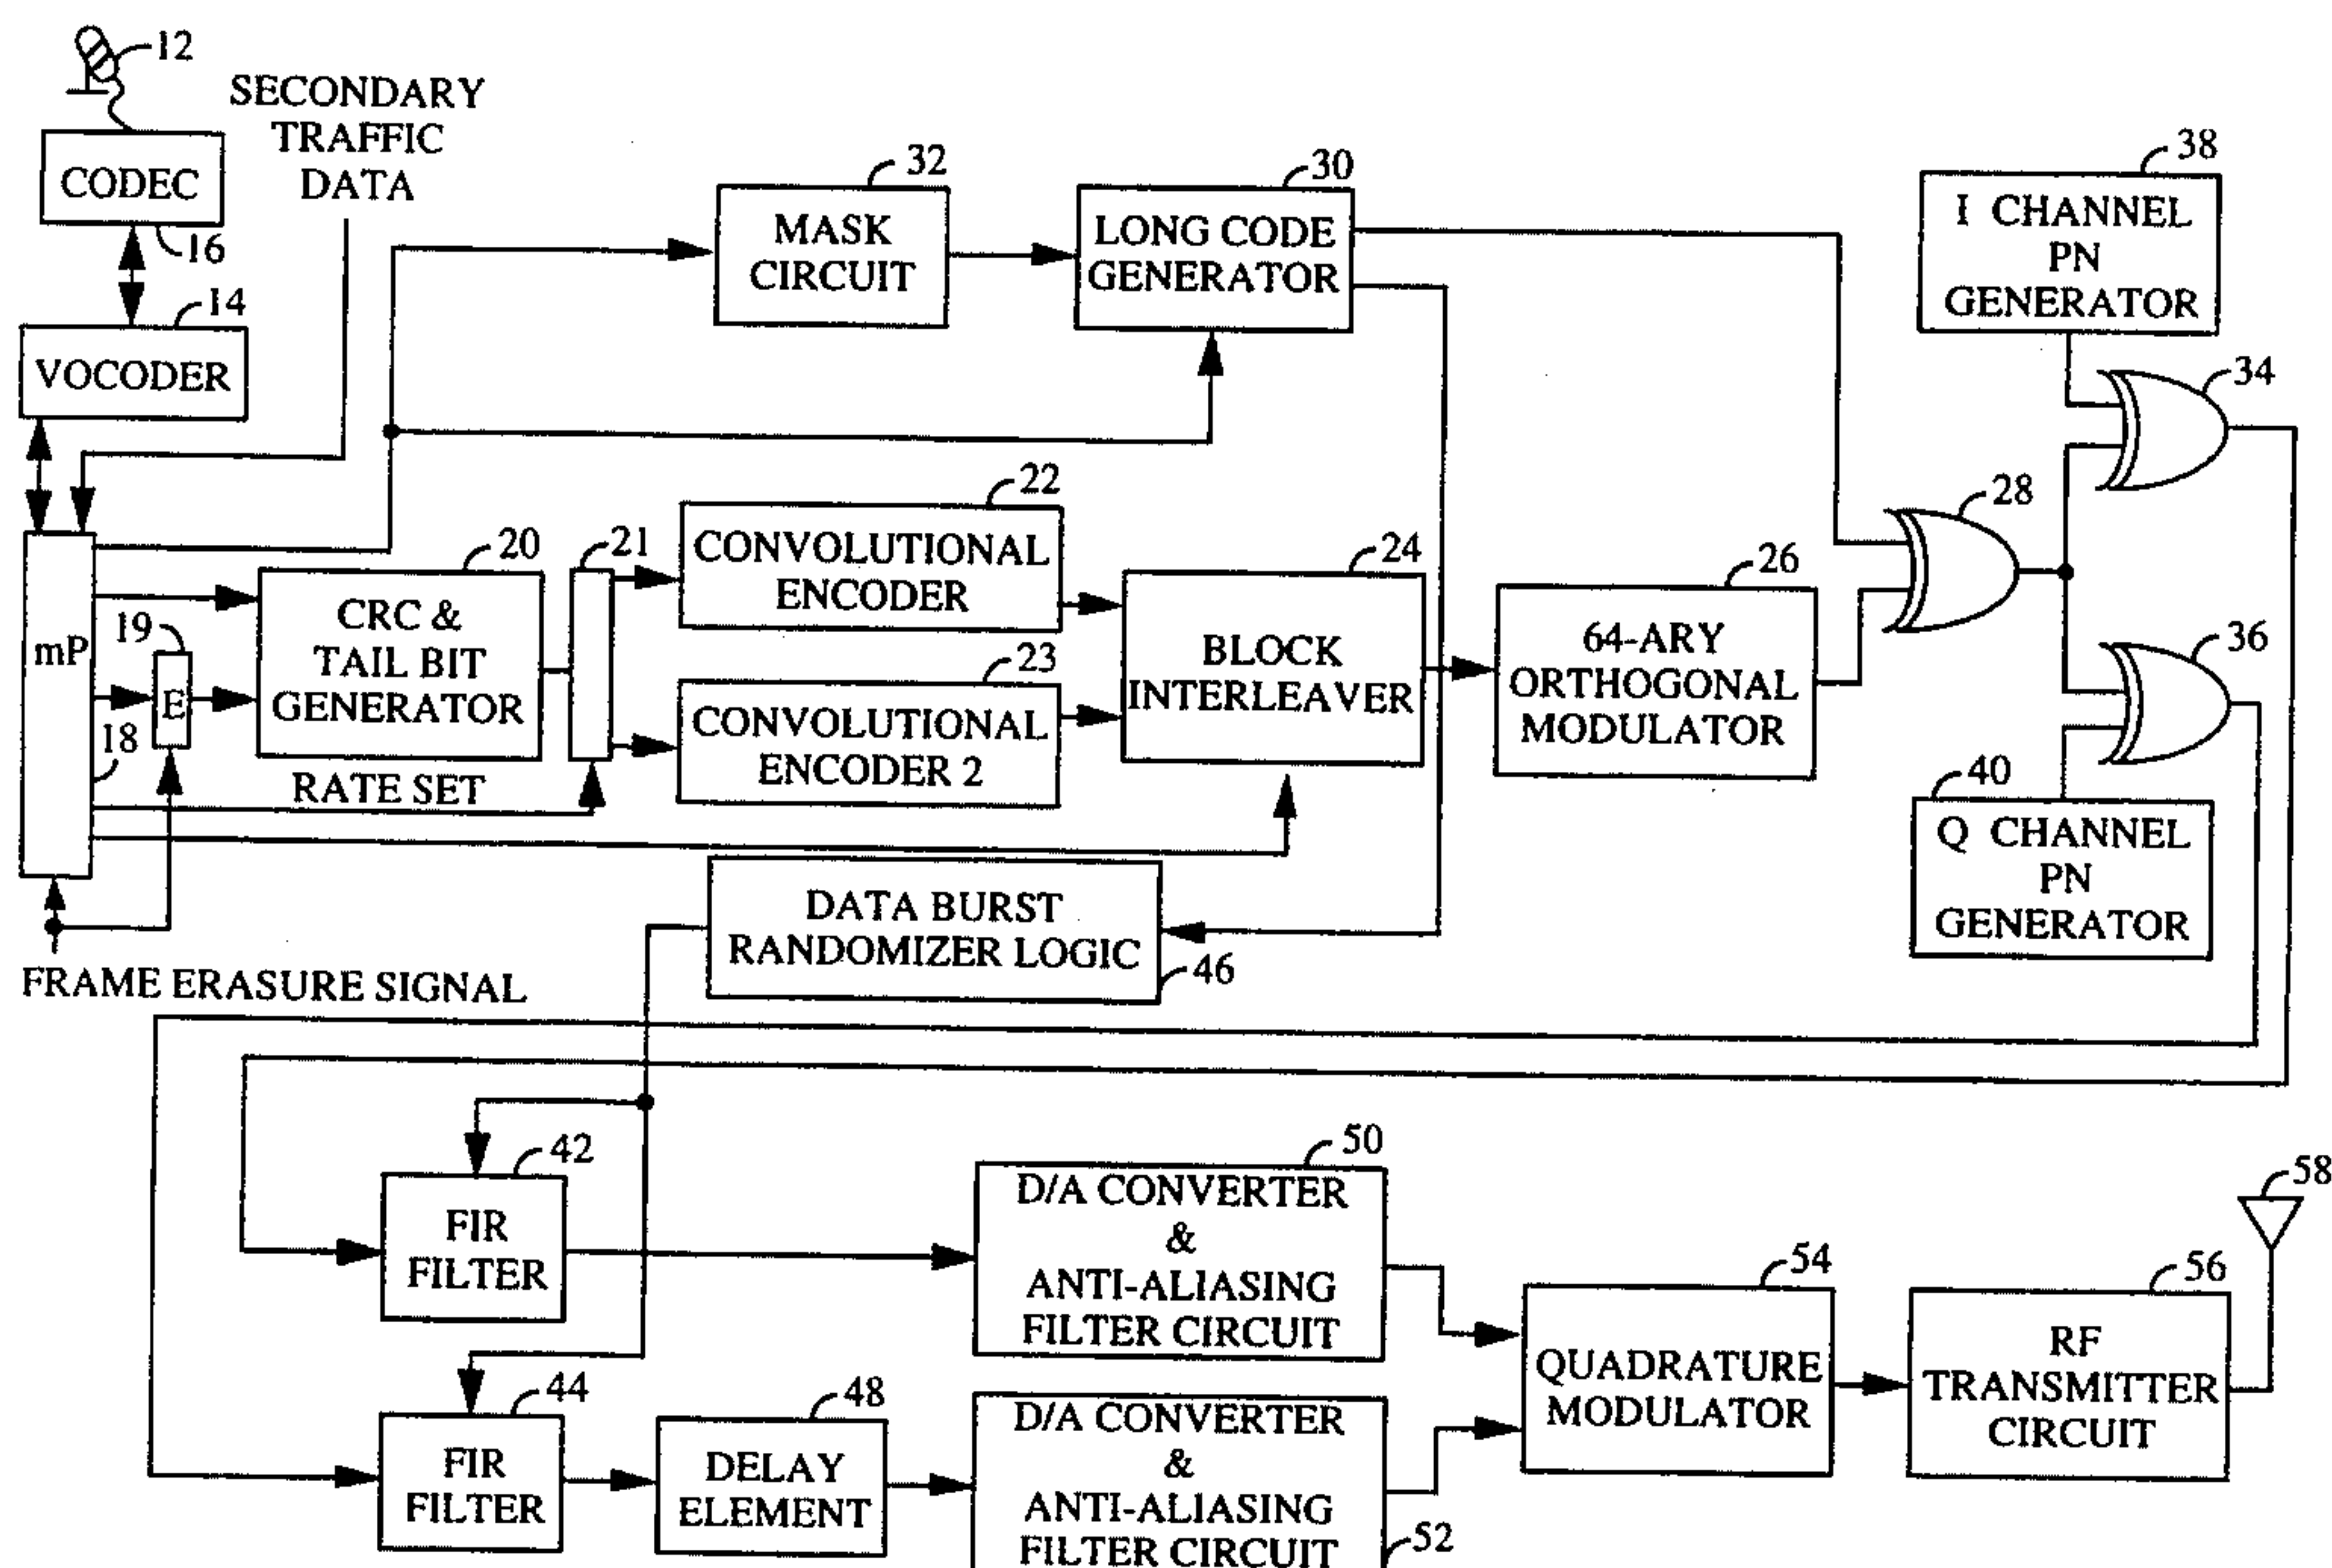 12
SECONDARY
TRAFFIC
DATA
CODEC
16
14
VOCODER
32
MASK
CIRCUIT
30
LONG CODE
GENERATOR
38
I CHANNEL
PN
GENERATOR
34
28
22
CONVOLUTIONAL
ENCODER
20
CRC &
TAIL BIT
GENERATOR
21
19
E
mP
18
RATE SET
23
CONVOLUTIONAL
ENCODER 2
24
BLOCK
INTERLEAVER
26
64-ARY
ORTHOGONAL
MODULATOR
36
40
Q CHANNEL
PN
GENERATOR
DATA BURST
RANDOMIZER LOGIC
46
FRAME ERASURE SIGNAL
42
FIR
FILTER
50
D/A CONVERTER
&
ANTI-ALIASING
FILTER CIRCUIT
58
54
QUADRATURE
MODULATOR
56
RF
TRANSMITTER
CIRCUIT
44
FIR
FILTER
48
DELAY
ELEMENT
D/A CONVERTER
&
ANTI-ALIASING
FILTER CIRCUIT
52